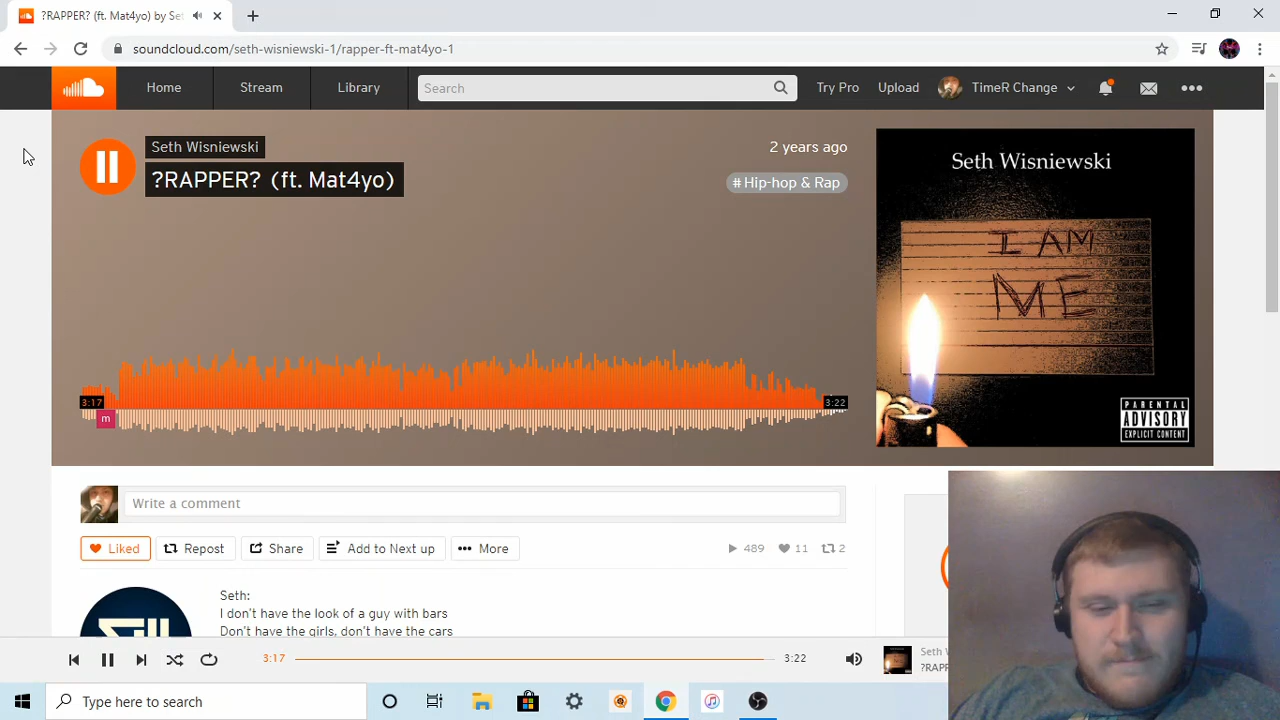 ?RAPPER? (ft. Mat4yo) by Set
soundcloud.com/seth-wisniewski-1/rapper-ft-mat4yo-1
Home
Stream
Library
Search
Try Pro
Upload
TimeR Change
Seth Wisniewski
2 years ago
?RAPPER? (ft. Mat4yo)
# Hip-hop & Rap
Seth Wisniewski
I AM
ME
PARENTAL
ADVISORY
EXPLICIT CONTENT
3:17
3:22
m
Write a comment
Liked
Repost
Share
Add to Next up
More
489
11
2
Seth:
I don't have the look of a guy with bars
Don't have the girls, don't have the cars
3:17
3:22
Seth W
?RAPP
Type here to search